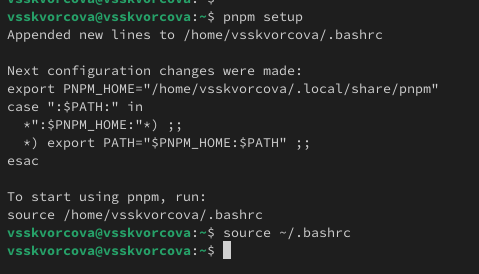 vsskvorcova@vsskvorcova:~$
vsskvorcova@vsskvorcova:~$ pnpm setup
Appended new lines to /home/vsskvorcova/.bashrc

Next configuration changes were made:
export PNPM_HOME="/home/vsskvorcova/.local/share/pnpm"
case ":$PATH:" in
  *":$PNPM_HOME:"*) ;;
  *) export PATH="$PNPM_HOME:$PATH" ;;
esac

To start using pnpm, run:
source /home/vsskvorcova/.bashrc
vsskvorcova@vsskvorcova:~$ source ~/.bashrc
vsskvorcova@vsskvorcova:~$